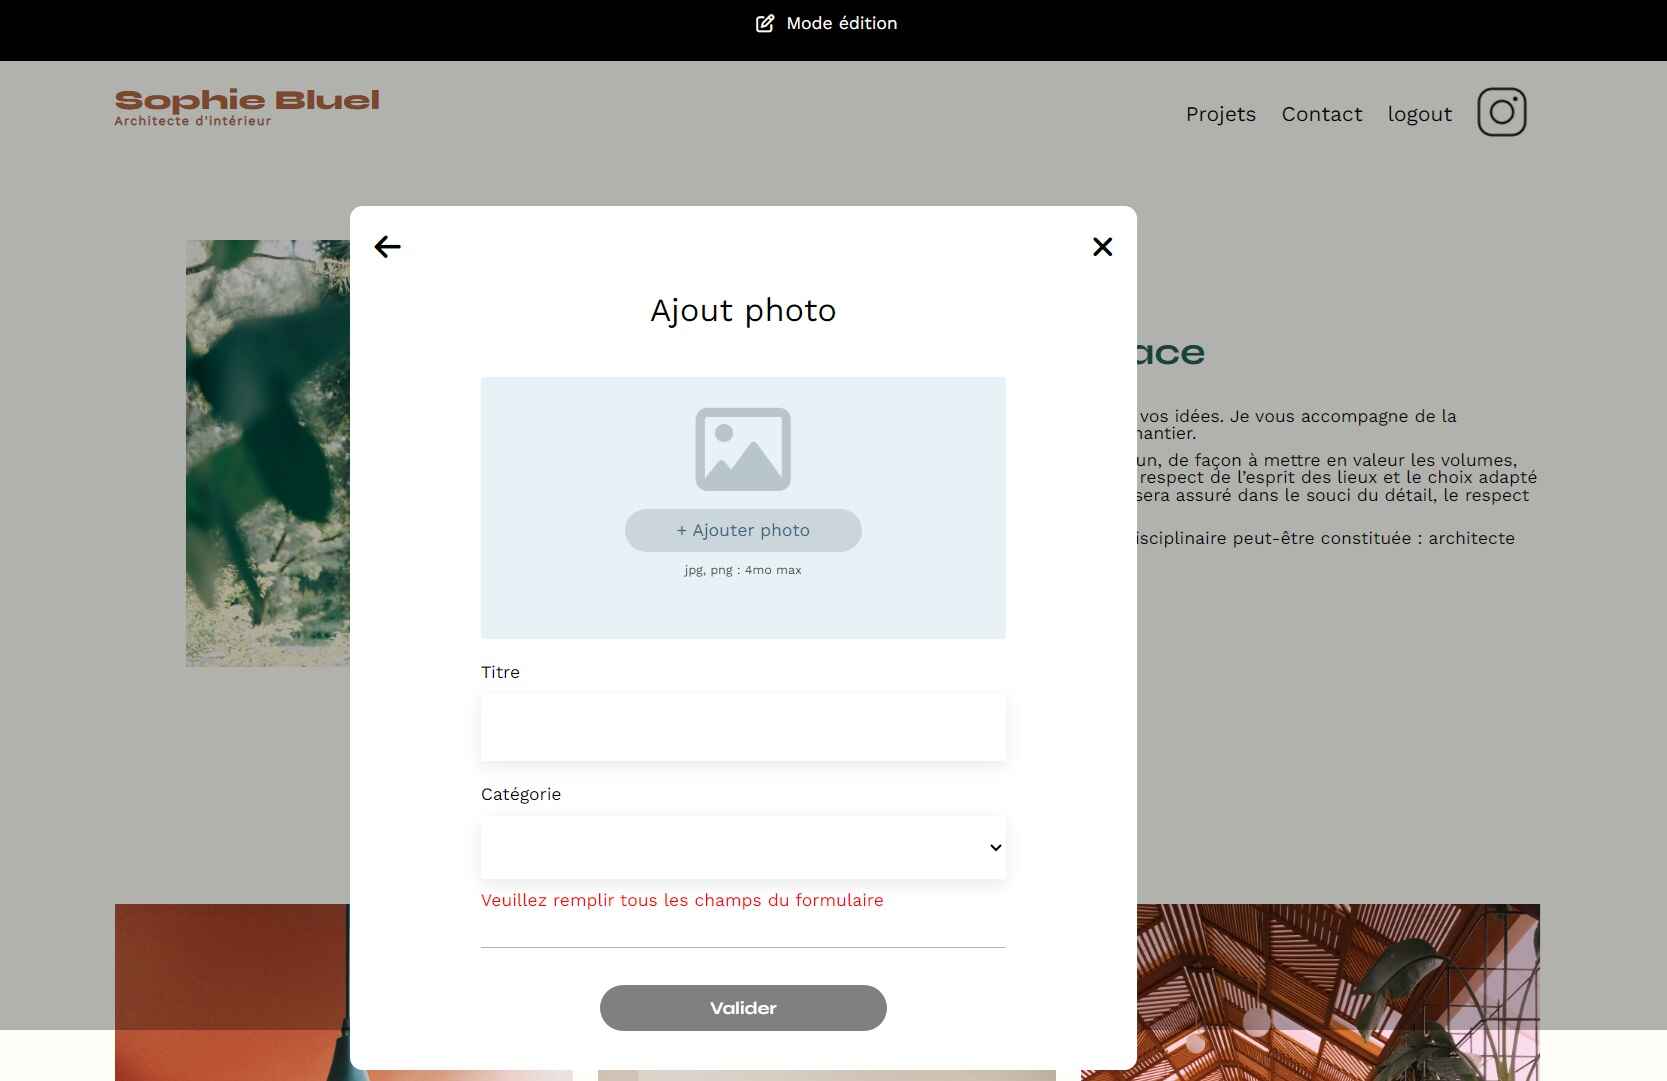 Mode édition
Sophie Bluel
Architecte d'intérieur
Projets Contact logout
Ajout photo
ace
vos idées. Je vous accompagne de la
hantier.
un, de façon à mettre en valeur les volumes,
respect de l'esprit des lieux et le choix adapté
sera assuré dans le souci du détail, le respect
isciplinaire peut-être constituée : architecte
+ Ajouter photo
jpg, png : 4mo max
Titre
Catégorie
Veuillez remplir tous les champs du formulaire
Valider